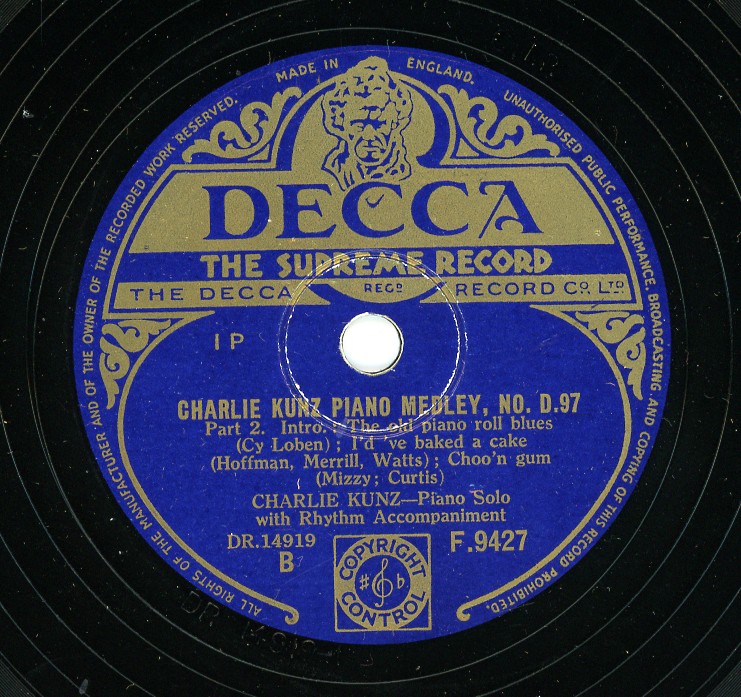 MADE IN ENGLAND.
ALL RIGHTS OF THE MANUFACTURER AND OF THE OWNER OF THE RECORDED WORK RESERVED.
UNAUTHORISED PUBLIC PERFORMANCE, BROADCASTING AND COPYING OF THIS RECORD PROHIBITED.
DECCA
THE SUPREME RECORD
THE DECCA REGD RECORD CO. LTD
1 P
CHARLIE KUNZ PIANO MEDLEY, NO. D.97
Part 2. Intro.: The old piano roll blues
(Cy Loben) ; I'd 've baked a cake
(Hoffman, Merrill, Watts) ; Choo'n gum
(Mizzy; Curtis)
CHARLIE KUNZ—Piano Solo
with Rhythm Accompaniment
DR.14919
B
F.9427
COPYRIGHT
CONTROL